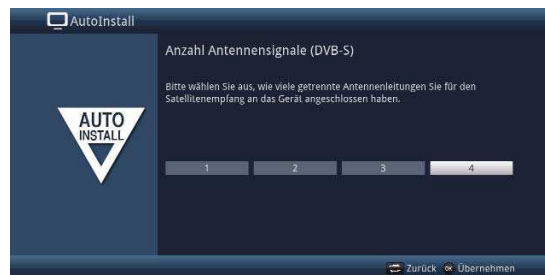 AutoInstall
Anzahl Antennensignale (DVB-S)
Bitte wählen Sie aus, wie viele getrennte Antennenleitungen Sie für den
Satellitenempfang an das Gerät angeschlossen haben.
AUTO
INSTALL
1 2 3 4
Zurück OK Übernehmen